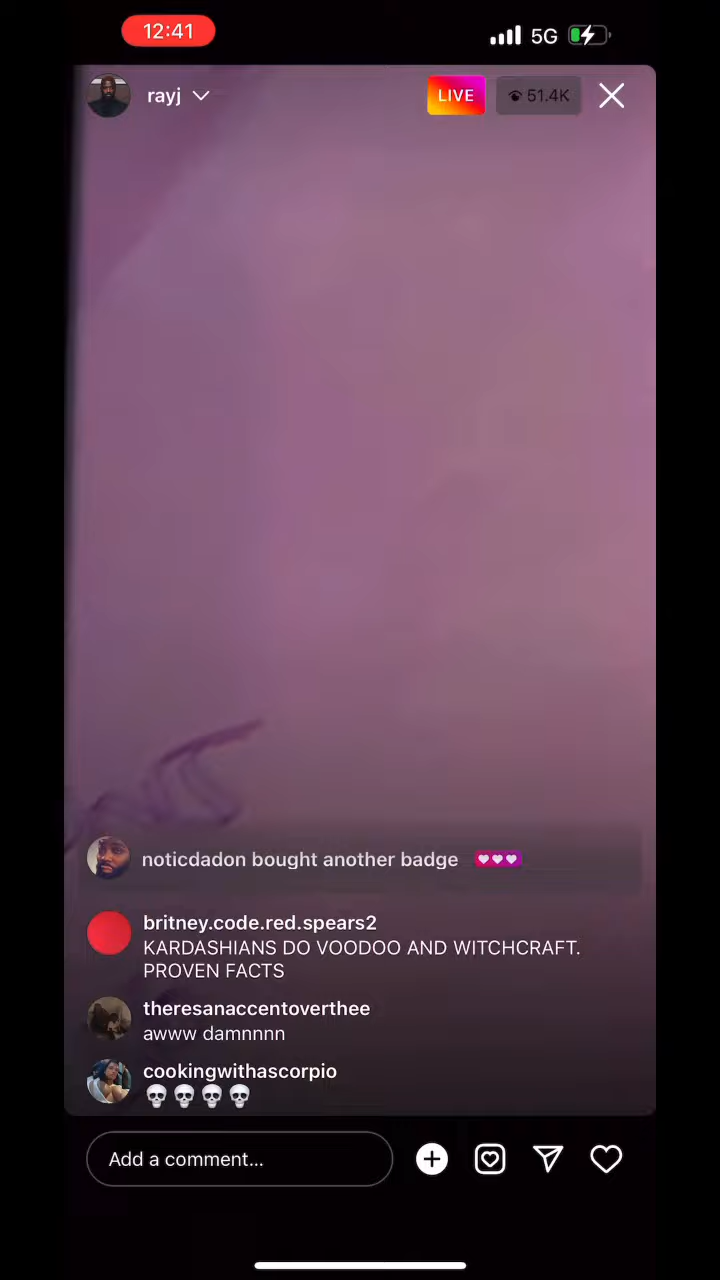 12:41
5G
rayj
LIVE
51.4K
noticdadon bought another badge
britney.code.red.spears2
KARDASHIANS DO VOODOO AND WITCHCRAFT.
PROVEN FACTS
theresanaccentoverthee
awww damnnnn
cookingwithascorpio
💀 💀 💀 💀
Add a comment...